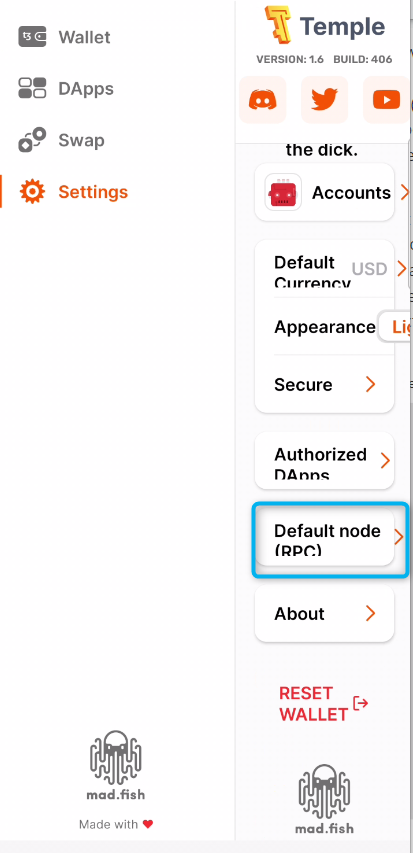 Wallet
DApps
Swap
Settings
mad.fish
Made with
Temple
VERSION: 1.6 BUILD: 406
the dick.
Accounts
Default
Currency
USD
Appearance
Lig
Secure
Authorized
DApps
Default node
(RPC)
About
RESET
WALLET
mad.fish